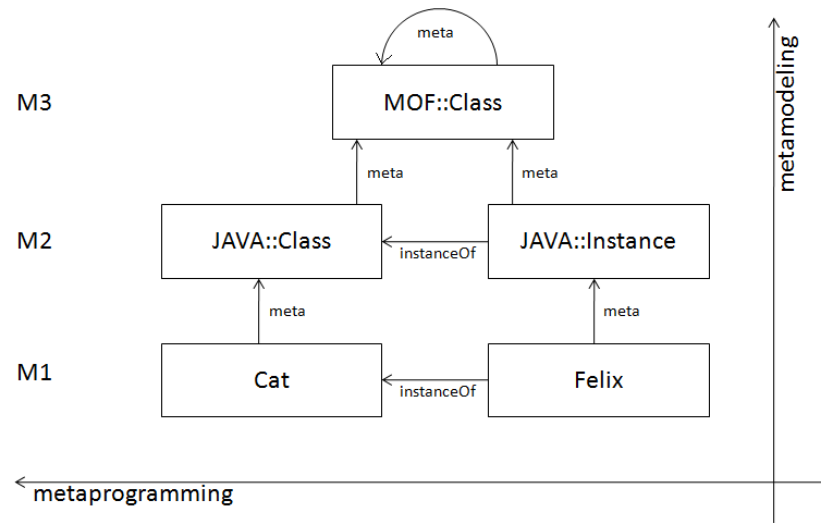 meta
M3
MOF::Class
metamodeling
meta
meta
M2
JAVA::Class
JAVA::Instance
instanceOf
meta
meta
M1
Cat
Felix
instanceOf
metaprogramming